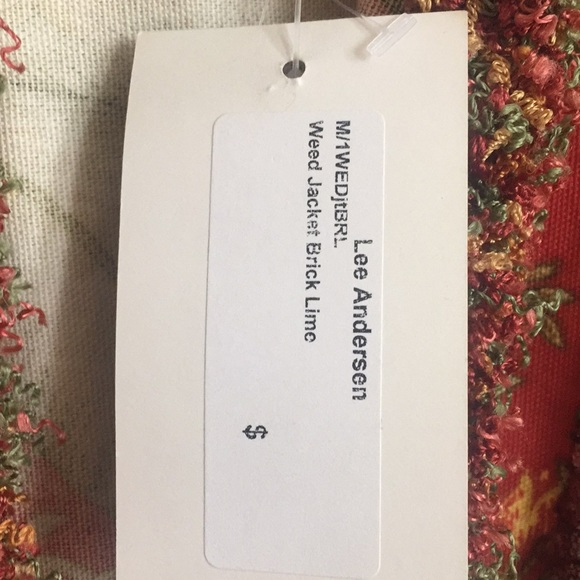 Lee Andersen
M/1WEDjtBRL
Weed Jacket Brick Lime
$